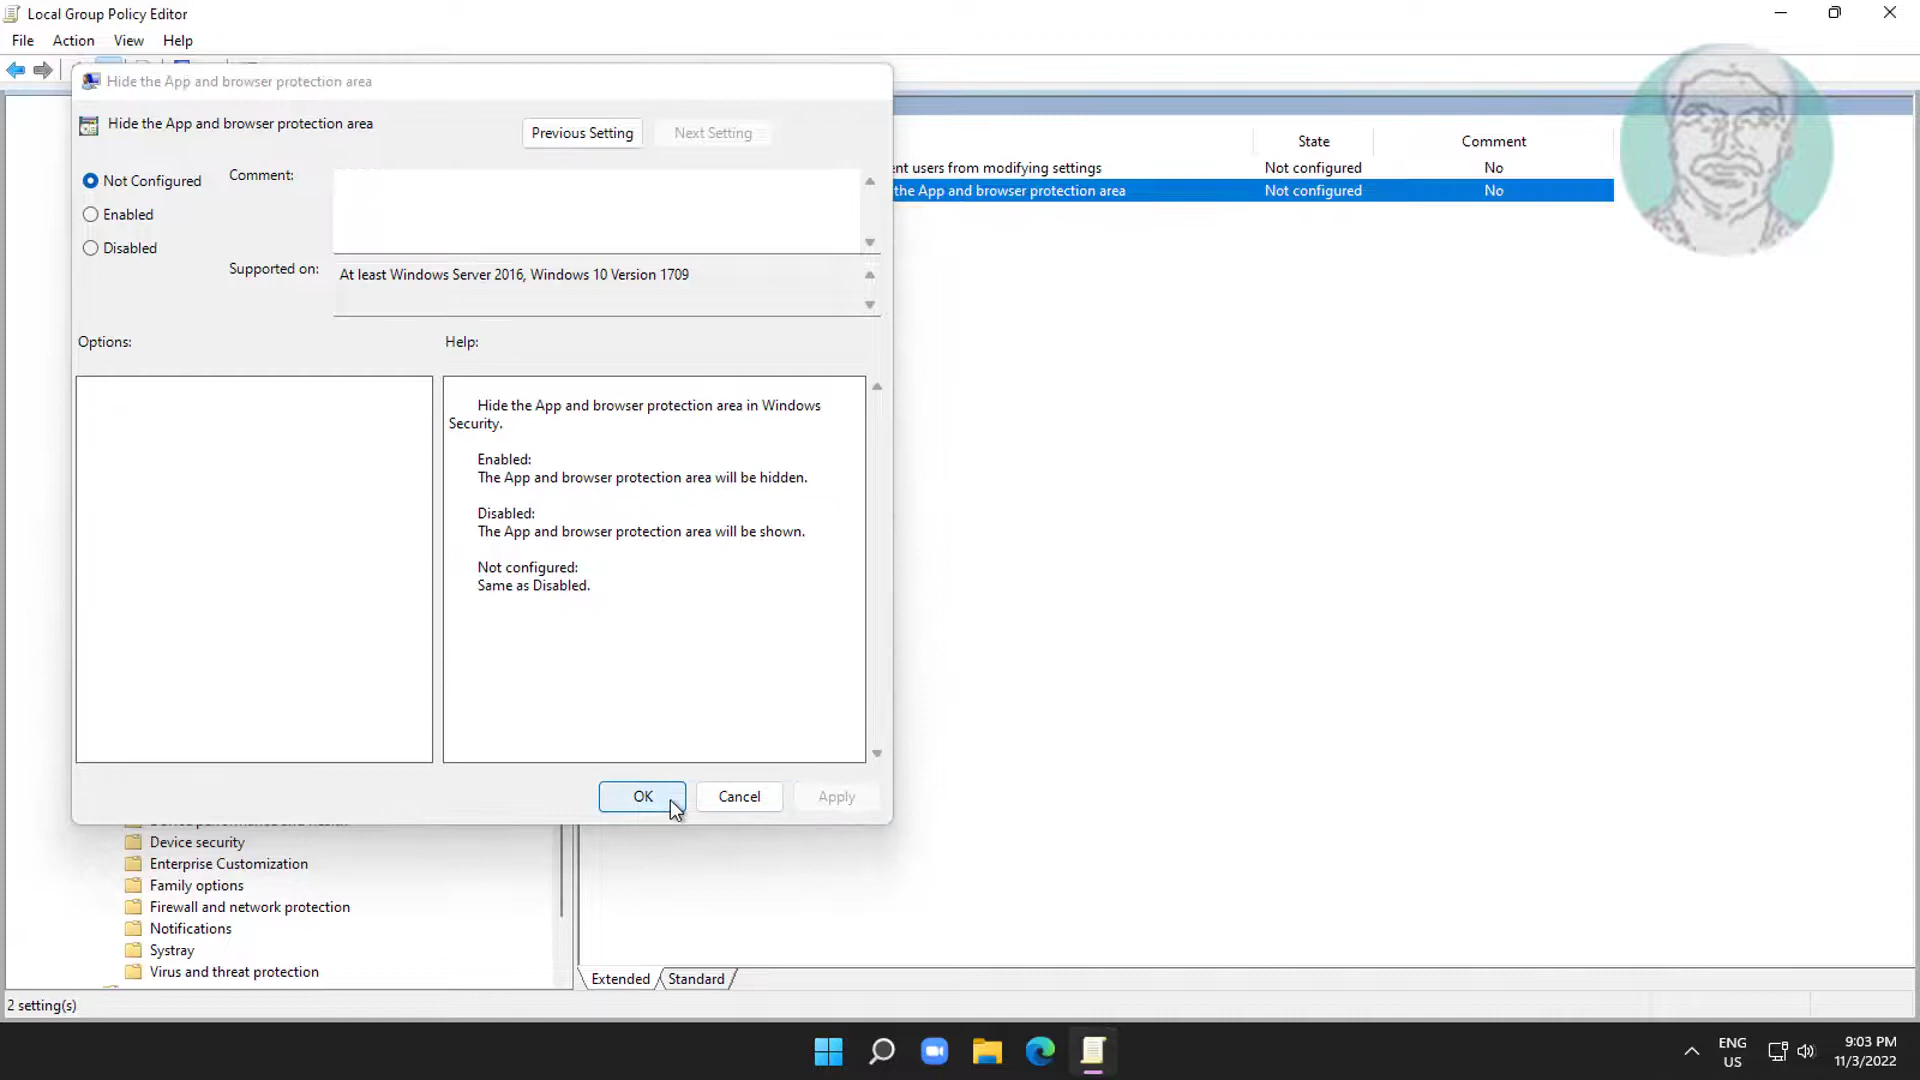 Local Group Policy Editor
File Action View Help
Hide the App and browser protection area
Hide the App and browser protection area
Previous Setting
Next Setting
Not Configured
Enabled
Disabled
Comment:
Supported on:
At least Windows Server 2016, Windows 10 Version 1709
Options:
Help:
Hide the App and browser protection area in Windows
Security.
Enabled:
The App and browser protection area will be hidden.
Disabled:
The App and browser protection area will be shown.
Not configured:
Same as Disabled.
OK
Cancel
Apply
State Comment
ent users from modifying settings Not configured No
the App and browser protection area Not configured No
Device security
Enterprise Customization
Family options
Firewall and network protection
Notifications
Systray
Virus and threat protection
Extended Standard
2 setting(s)
ENG
US
9:03 PM
11/3/2022